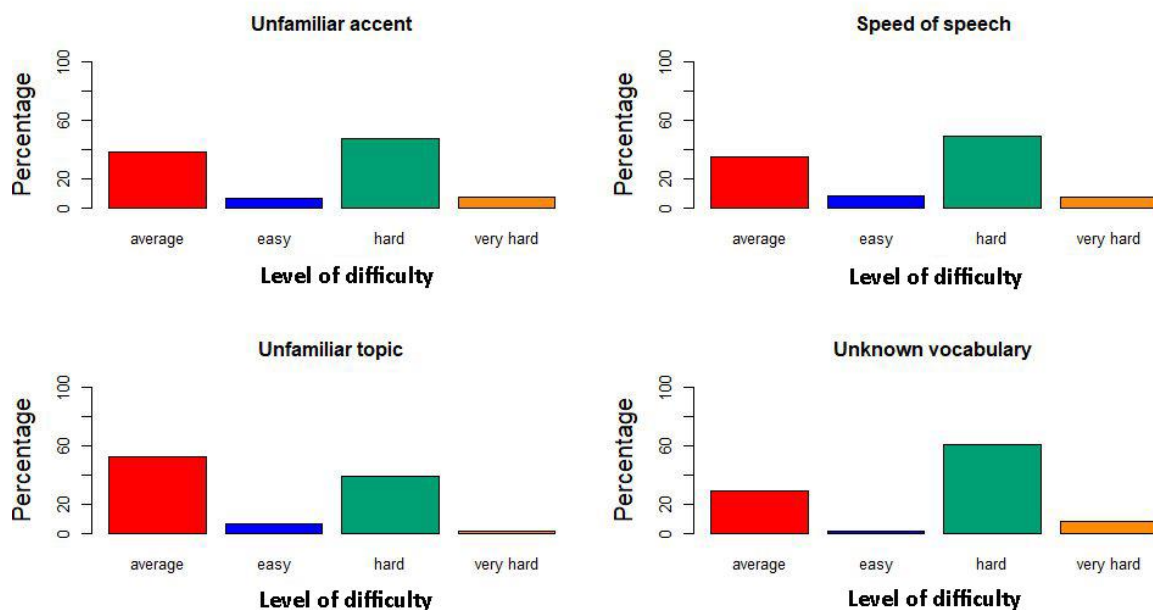 Unfamiliar accent
Percentage
0
20
60
100
average easy hard very hard
Level of difficulty
Speed of speech
Percentage
0
20
60
100
average easy hard very hard
Level of difficulty
Unfamiliar topic
Percentage
0
20
60
100
average easy hard very hard
Level of difficulty
Unknown vocabulary
Percentage
0
20
60
100
average easy hard very hard
Level of difficulty